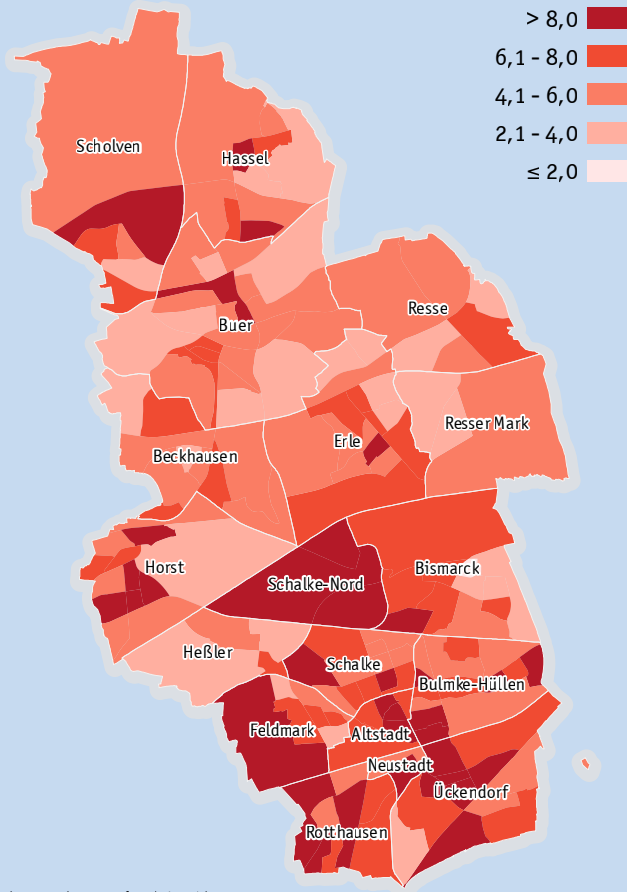 > 8,0
6,1 - 8,0
4,1 - 6,0
2,1 - 4,0
≤ 2,0
Scholven
Hassel
Resse
Buer
Resser Mark
Erle
Beckhausen
Horst
Bismarck
Schalke-Nord
Heßler
Schalke
Bulmke-Hüllen
Feldmark
Altstadt
Neustadt
Ückendorf
Rotthausen